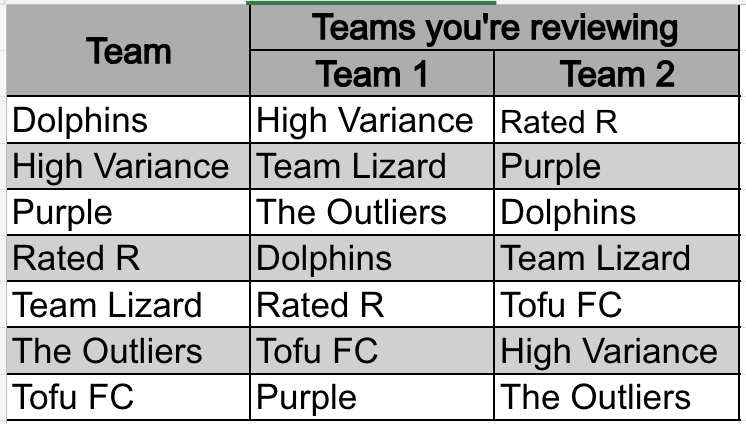 Team Teams you're reviewing
Team 1 Team 2
Dolphins High Variance Rated R
High Variance Team Lizard Purple
Purple The Outliers Dolphins
Rated R Dolphins Team Lizard
Team Lizard Rated R Tofu FC
The Outliers Tofu FC High Variance
Tofu FC Purple The Outliers